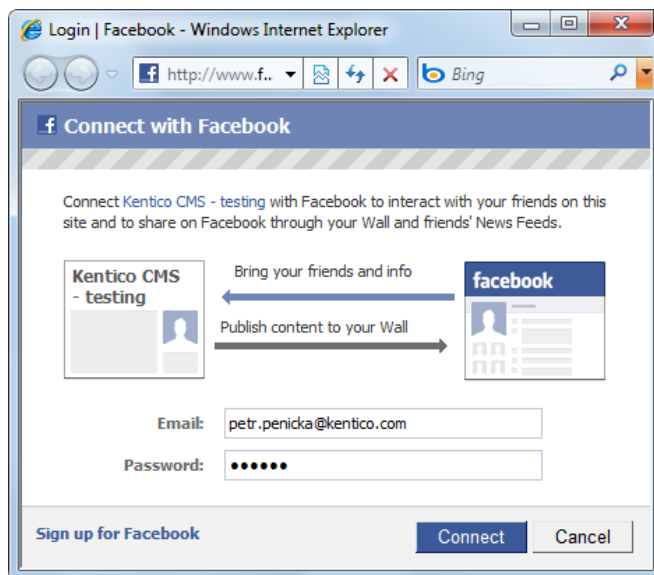 Login | Facebook - Windows Internet Explorer
http://www.f..
Bing
Connect with Facebook
Connect Kentico CMS - testing with Facebook to interact with your friends on this
site and to share on Facebook through your Wall and friends' News Feeds.
Kentico CMS
- testing
Bring your friends and info
Publish content to your Wall
facebook
Email: petr.penicka@kentico.com
Password: ••••••
Sign up for Facebook
Connect
Cancel